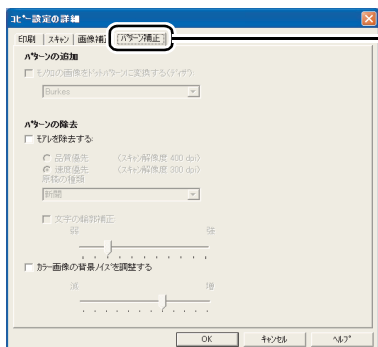 ｺﾋﾟｰ設定の詳細
印刷 スキャン 画像補正 パターン補正
パターンの追加
モノクロの画像をドットパターンに変換する(ディザ)
Burkes
パターンの除去
モアレを除去する:
品質優先 (スキャン解像度 400 dpi)
速度優先 (スキャン解像度 300 dpi)
原稿の種類
新聞
文字の輪郭補正
弱 強
カラー画像の背景ノイズを調整する
減 増
OK キャンセル ヘルプ